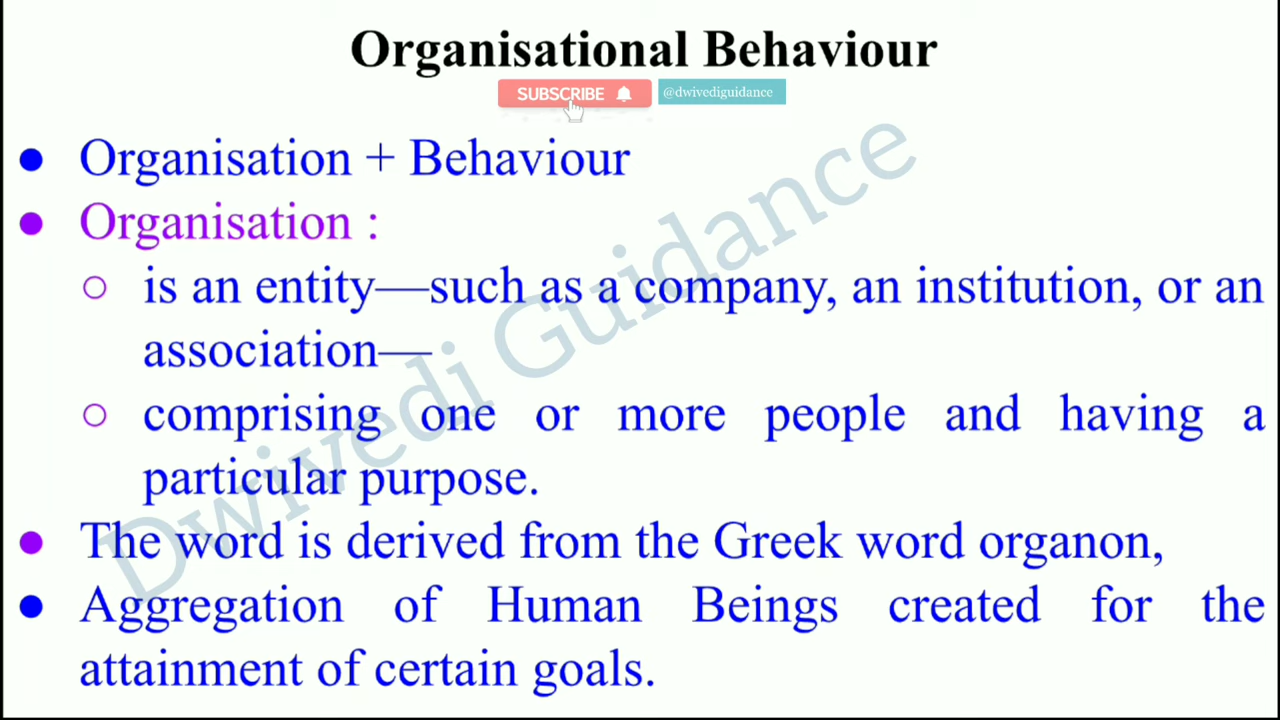 Organisational Behaviour
SUBSCRIBE
@dwivediguidance
● Organisation + Behaviour
● Organisation :
○ is an entity—such as a company, an institution, or an
association—
○ comprising one or more people and having a
particular purpose.
● The word is derived from the Greek word organon,
● Aggregation of Human Beings created for the
attainment of certain goals.
Dwivedi Guidance